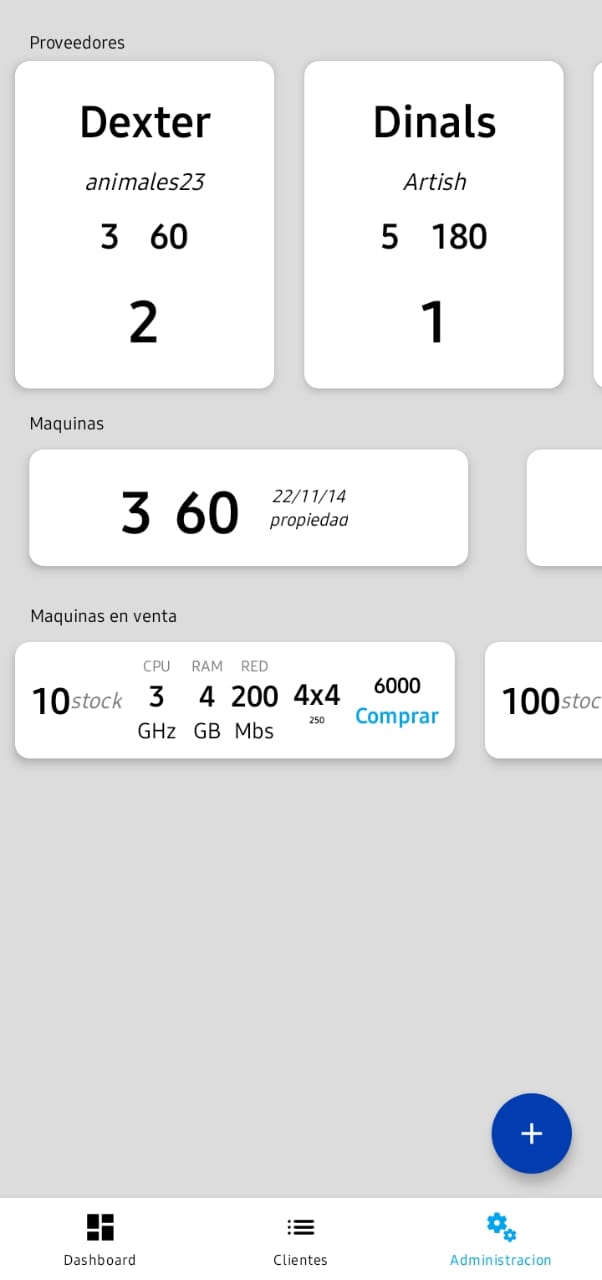 Proveedores
Dexter
animales23
3 60
2
Dinals
Artish
5 180
1
Maquinas
3 60
22/11/14
propiedad
Maquinas en venta
10stock
CPU RAM RED
3 4 200 4x4
GHz GB Mbs
250
6000
Comprar
100stoc
+
Dashboard
Clientes
Administracion